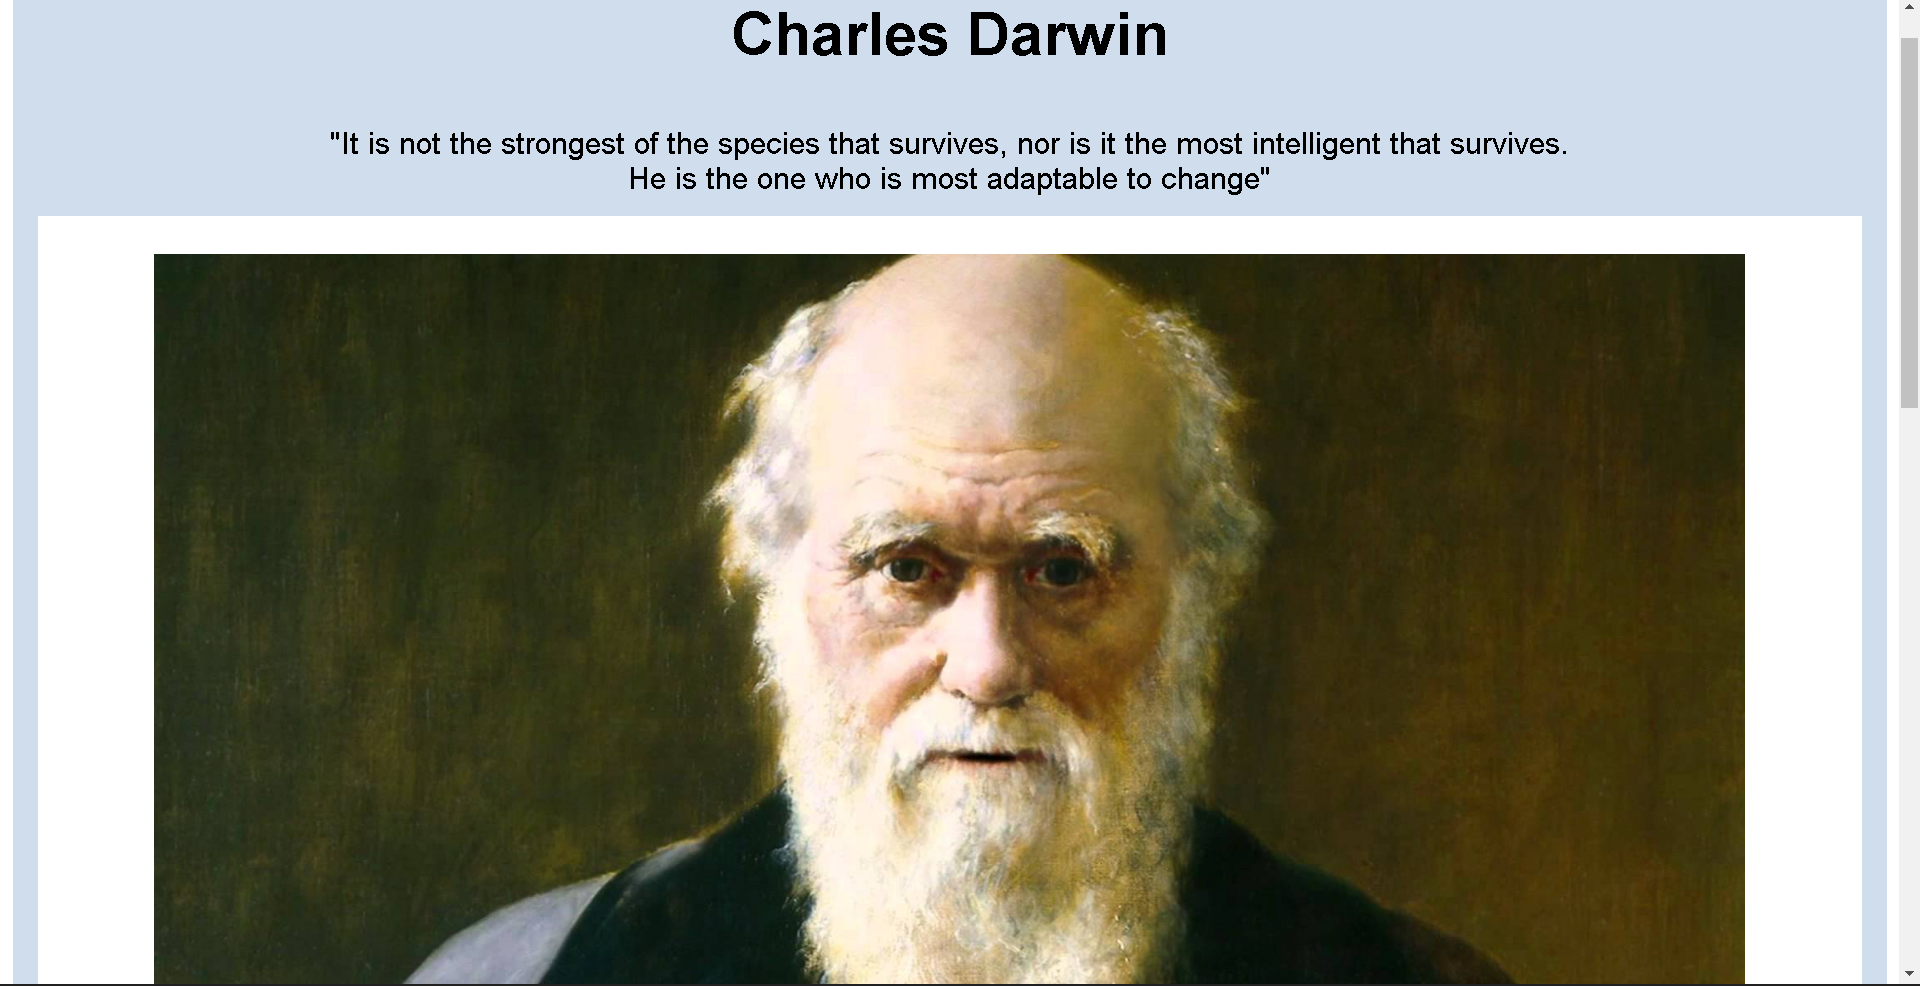 Charles Darwin
"It is not the strongest of the species that survives, nor is it the most intelligent that survives.
He is the one who is most adaptable to change"